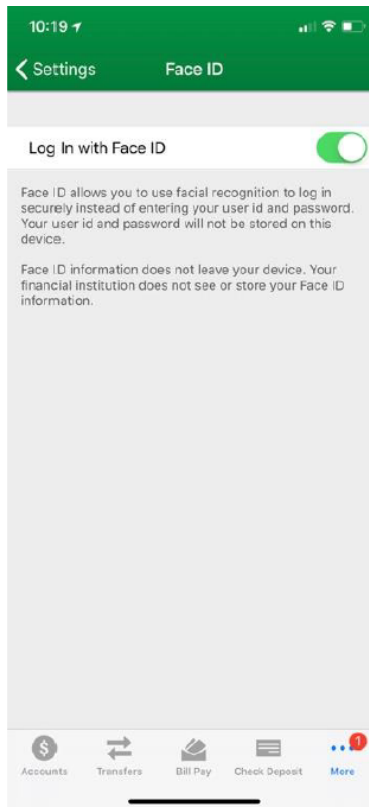 10:19
Settings
Face ID
Log In with Face ID
Face ID allows you to use facial recognition to log in
securely instead of entering your user id and password.
Your user id and password will not be stored on this
device.
Face ID information does not leave your device. Your
financial institution does not see or store your Face ID
information.
$
1
Accounts
Transfers
Bill Pay
Check Deposit
More